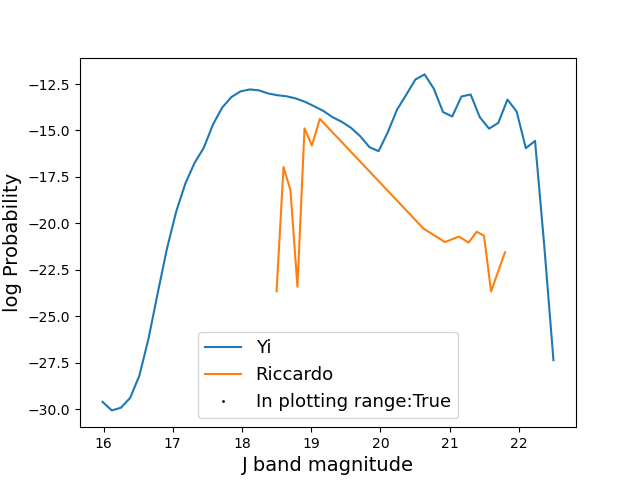 −12.5
−15.0
−17.5
−20.0
−22.5
−25.0
−27.5
−30.0
log Probability
Yi
Riccardo
In plotting range:True
16 17 18 19 20 21 22
J band magnitude